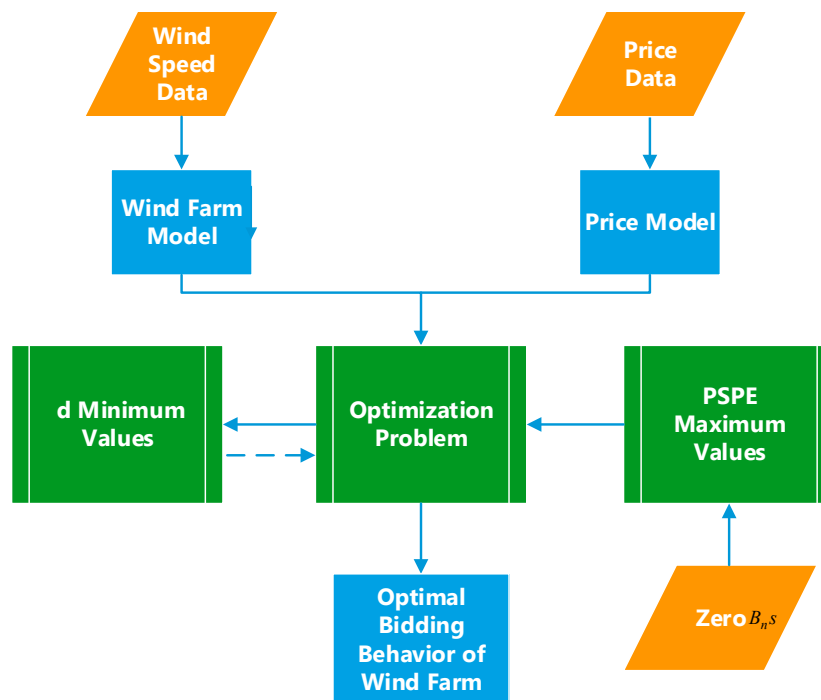 Wind
Speed
Data
Price
Data
Wind Farm
Model
Price Model
d Minimum
Values
Optimization
Problem
PSPE
Maximum
Values
Optimal
Bidding
Behavior of
Wind Farm
Zero Bₙs